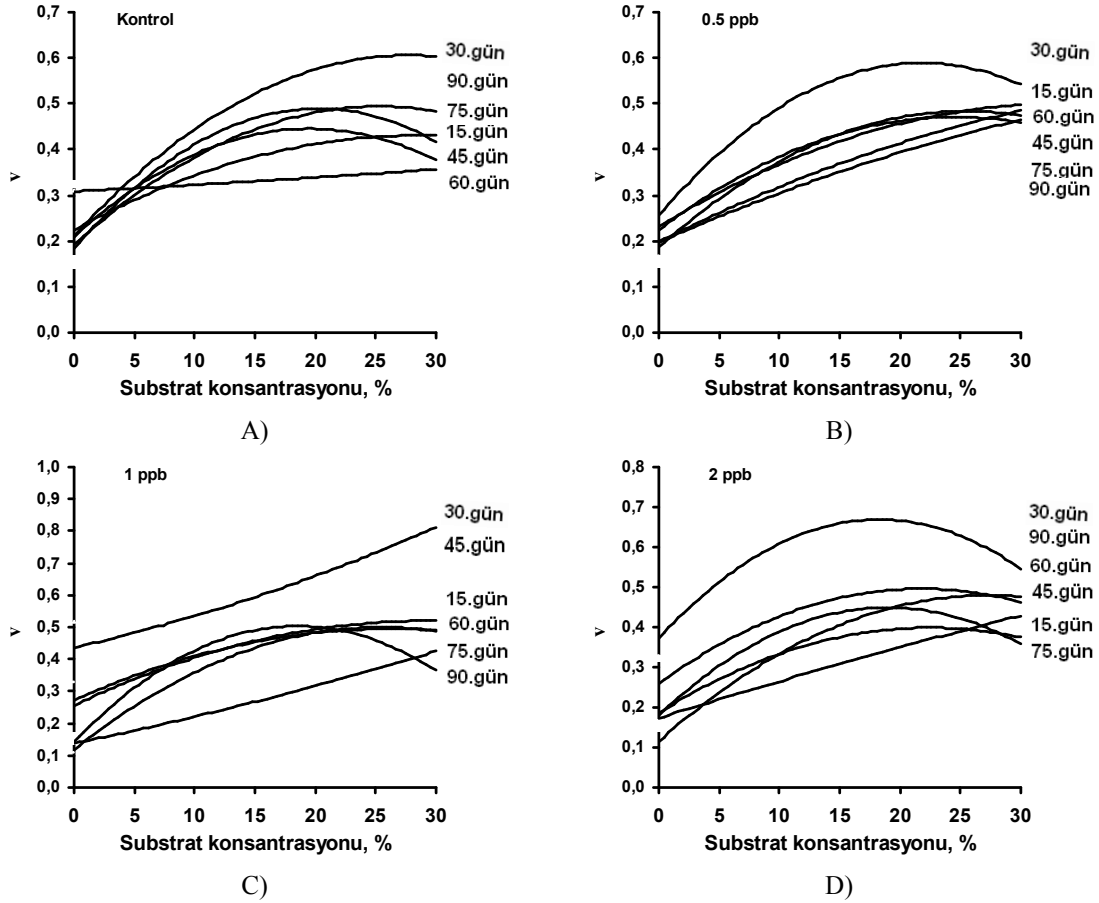 Kontrol
0,7
0,6
0,5
0,4
0,3
0,2
0,1
0,0
v
30.gün
90.gün
75.gün
15.gün
45.gün
60.gün
0 5 10 15 20 25 30
Substrat konsantrasyonu, %
A)
0.5 ppb
0,7
0,6
0,5
0,4
0,3
0,2
0,1
0,0
v
30.gün
15.gün
60.gün
45.gün
75.gün
90.gün
0 5 10 15 20 25 30
Substrat konsantrasyonu, %
B)
1 ppb
1,0
0,9
0,8
0,7
0,6
0,5
0,4
0,3
0,2
0,1
0,0
v
30.gün
45.gün
15.gün
60.gün
75.gün
90.gün
0 5 10 15 20 25 30
Substrat konsantrasyonu, %
C)
2 ppb
0,8
0,7
0,6
0,5
0,4
0,3
0,2
0,1
0,0
v
30.gün
90.gün
60.gün
45.gün
15.gün
75.gün
0 5 10 15 20 25 30
Substrat konsantrasyonu, %
D)